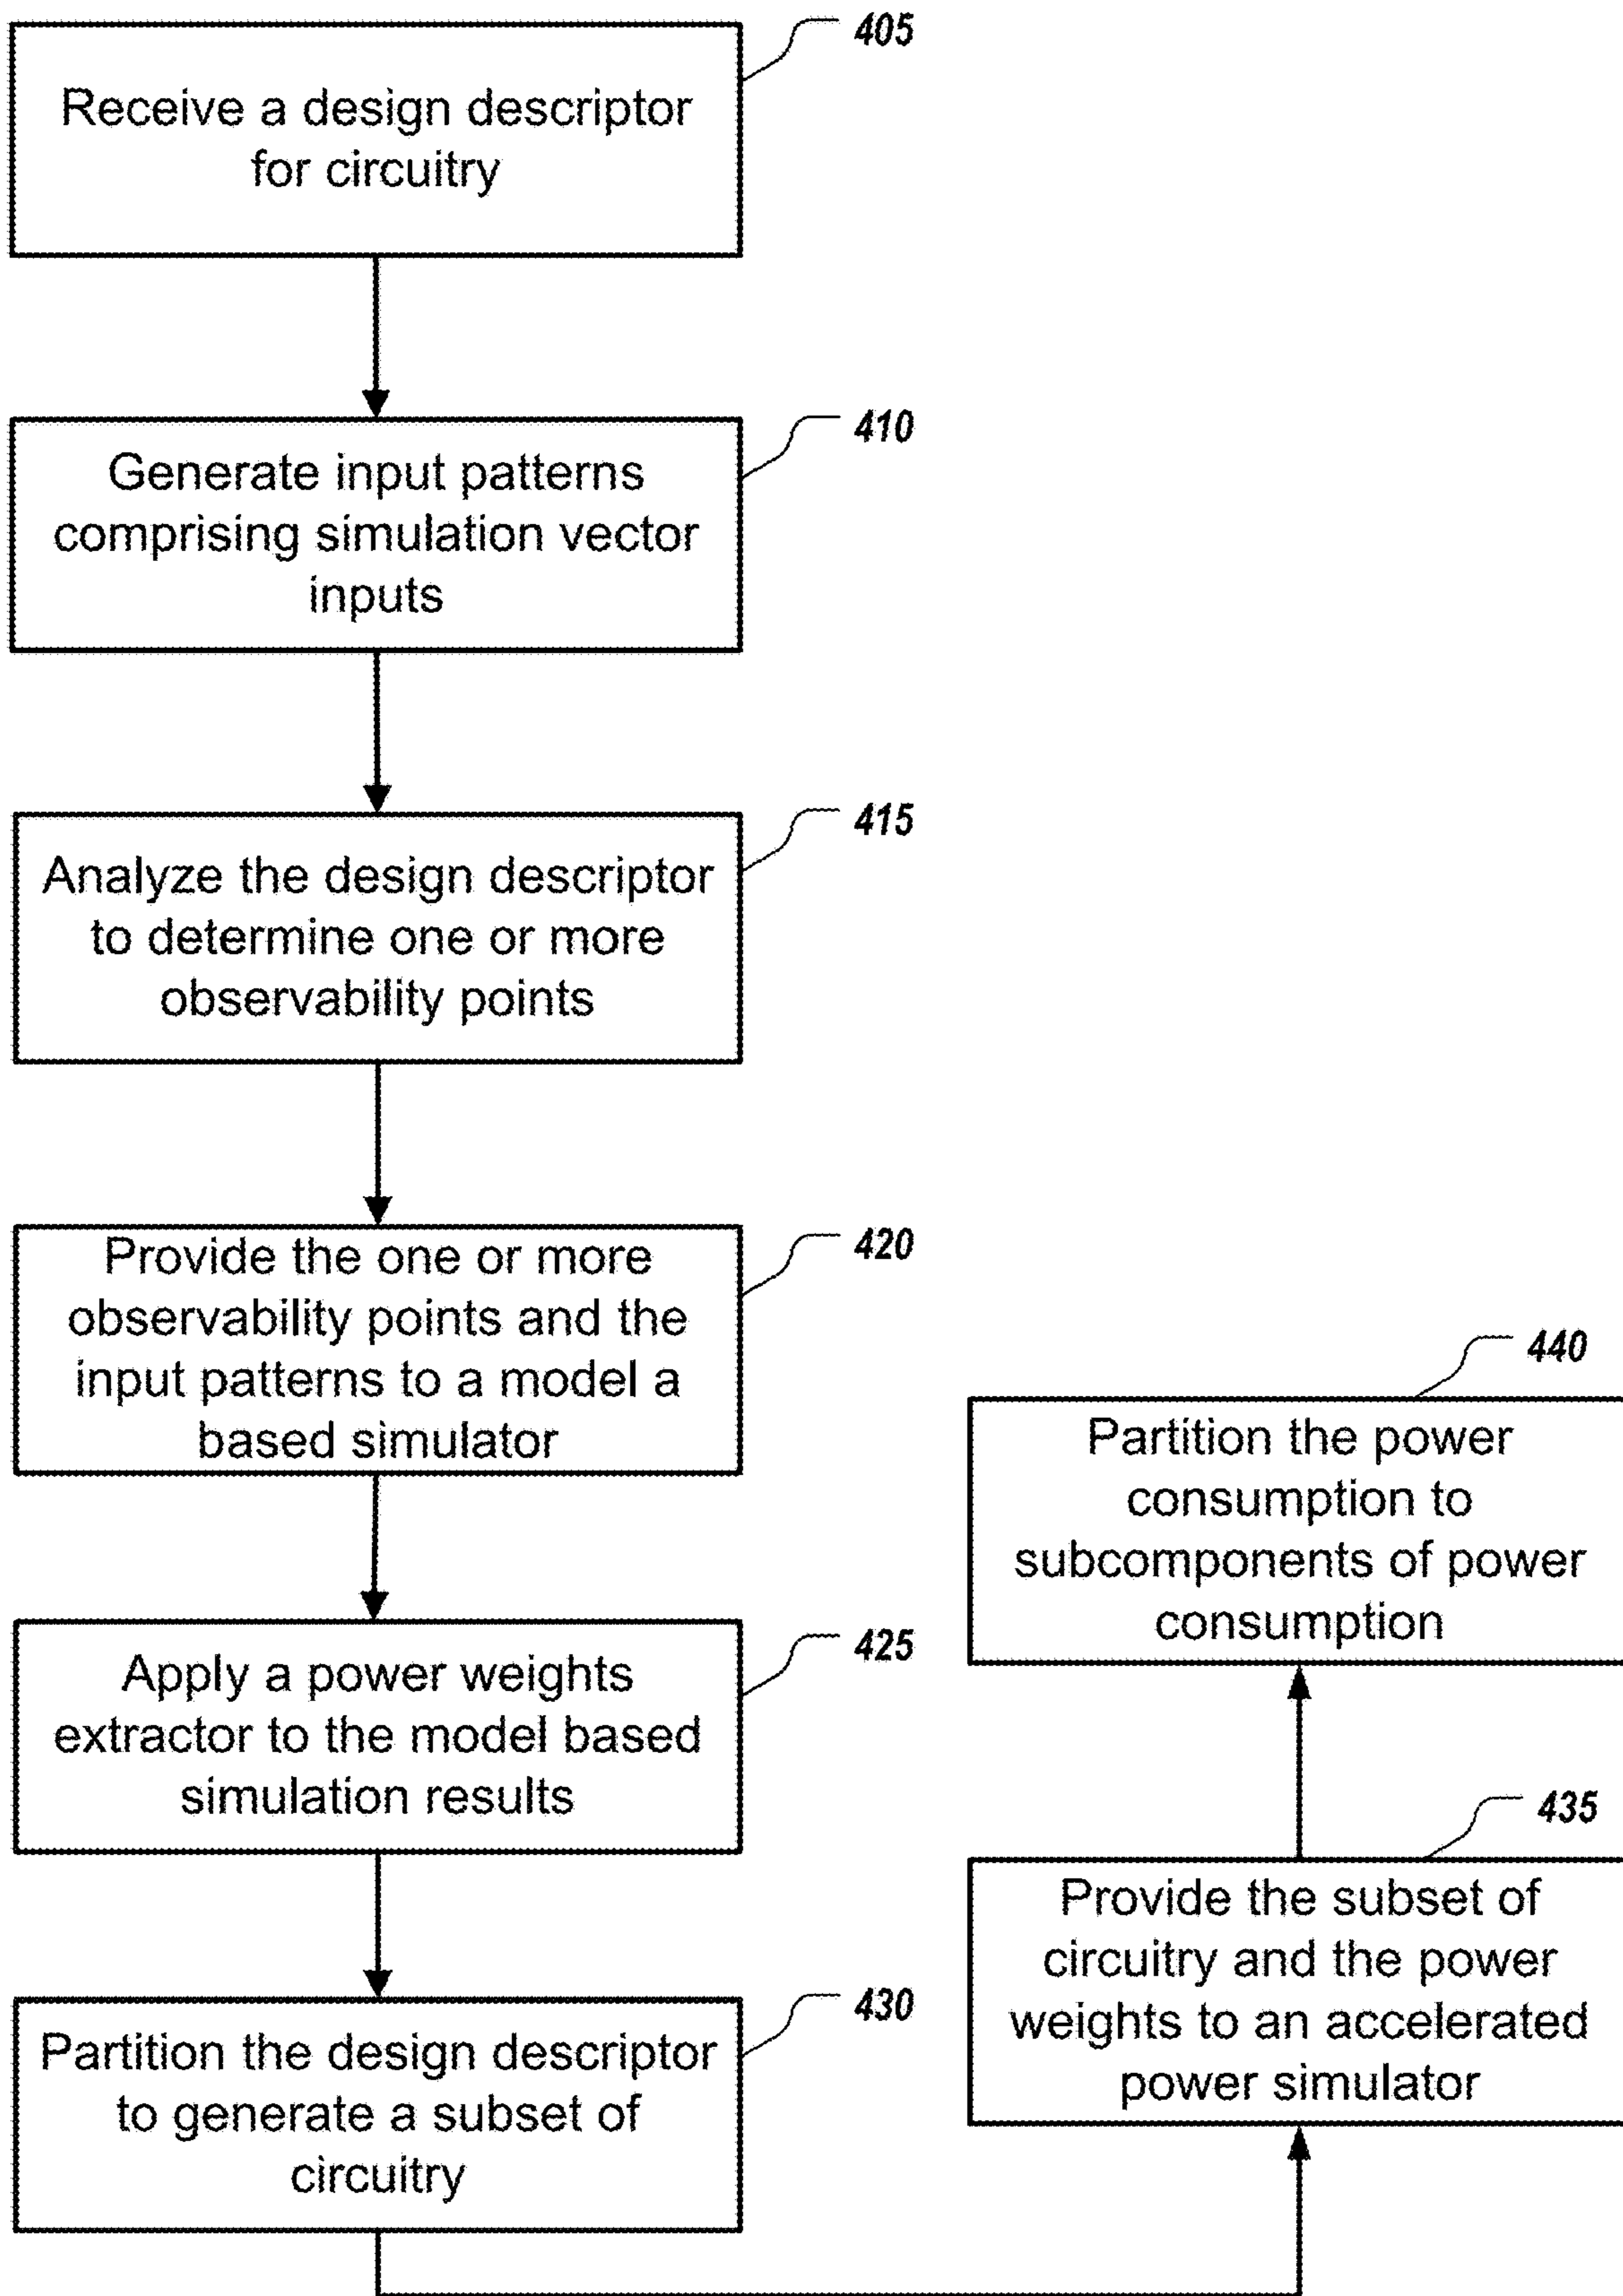 405
Receive a design descriptor
for circuitry
410
Generate input patterns
comprising simulation vector
inputs
415
Analyze the design descriptor
to determine one or more
observability points
420
Provide the one or more
observability points and the
input patterns to a model a
based simulator
425
Apply a power weights
extractor to the model based
simulation results
430
Partition the design descriptor
to generate a subset of
circuitry
435
Provide the subset of
circuitry and the power
weights to an accelerated
power simulator
440
Partition the power
consumption to
subcomponents of power
consumption